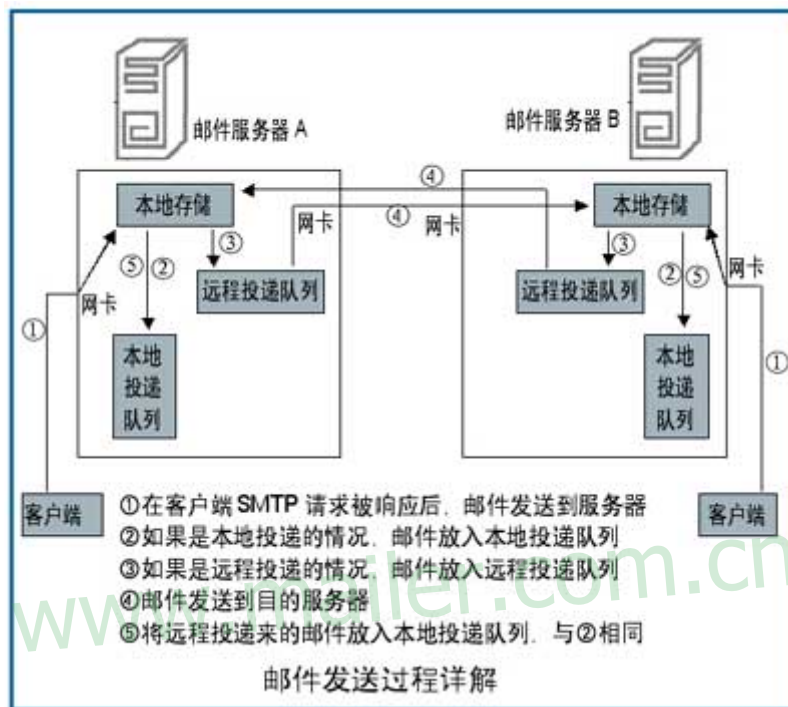 邮件服务器 A
邮件服务器 B
本地存储
④
本地存储
③
网卡
④
网卡
③
⑤②
远程投递队列
远程投递队列
②⑤
网卡
①
网卡
本地投递队列
本地投递队列
①
客户端
客户端
①在客户端 SMTP 请求被响应后．邮件发送到服务器
②如果是本地投递的情况．邮件放入本地投递队列
③如果是远程投递的情况．邮件放入远程投递队列
④邮件发送到目的服务器
⑤将远程投递来的邮件放入本地投递队列．与②相同
www.mailer.com.cn
邮件发送过程详解